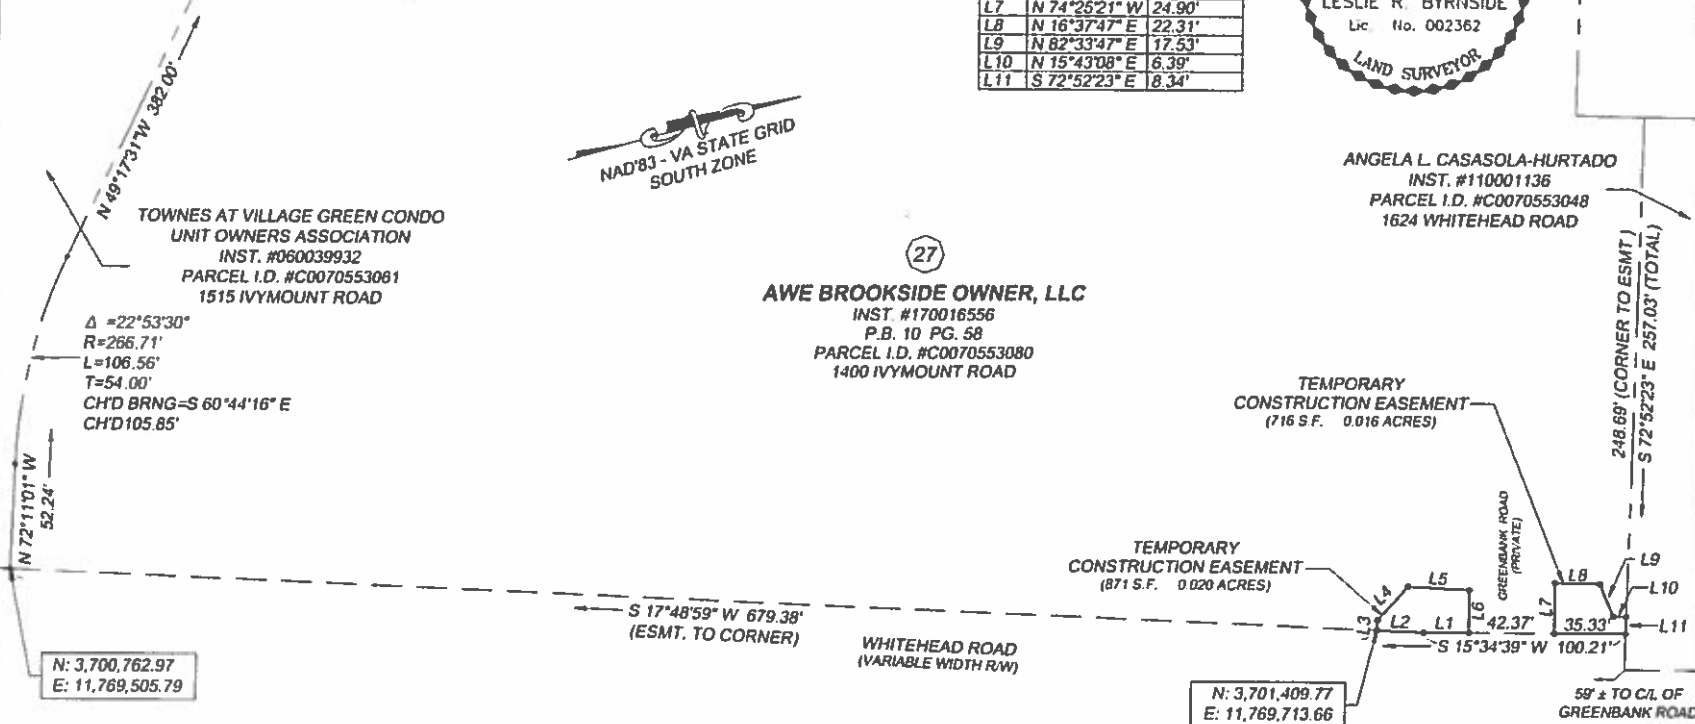 L7 N 74°25'21" W 24.90'
L8 N 16°37'47" E 22.31'
L9 N 82°33'47" E 17.53'
L10 N 15°43'08" E 6.39'
L11 S 72°52'23" E 8.34'
LESLIE R. BYRNSIDE
Lic. No. 002362
LAND SURVEYOR
N 49°17'31" W 382.00'
NAD'83 - VA STATE GRID
SOUTH ZONE
TOWNES AT VILLAGE GREEN CONDO
UNIT OWNERS ASSOCIATION
INST. #060039932
PARCEL I.D. #C0070553081
1515 IVYMOUNT ROAD
Δ =22°53'30"
R=266.71'
L=106.56'
T=54.00'
CH'D BRNG=S 60°44'16" E
CH'D105.85'
N 72°11'01" W
52.24'
27
AWE BROOKSIDE OWNER, LLC
INST. #170016556
P.B. 10 PG. 58
PARCEL I.D. #C0070553080
1400 IVYMOUNT ROAD
ANGELA L. CASASOLA-HURTADO
INST. #110001136
PARCEL I.D. #C0070553048
1624 WHITEHEAD ROAD
248.69' (CORNER TO ESMT.)
S 72°52'23" E 257.03' (TOTAL)
TEMPORARY
CONSTRUCTION EASEMENT
(716 S.F. 0.016 ACRES)
TEMPORARY
CONSTRUCTION EASEMENT
(871 S.F. 0.020 ACRES)
GREENBANK ROAD
(PRIVATE)
L9
L10
L11
L8
L7
L5
L4
L6
L3
L2
L1
42.37'
35.33'
S 15°34'39" W 100.21'
S 17°48'59" W 679.38'
(ESMT. TO CORNER)
WHITEHEAD ROAD
(VARIABLE WIDTH R/W)
N: 3,700,762.97
E: 11,769,505.79
N: 3,701,409.77
E: 11,769,713.66
59' ± TO C/L OF
GREENBANK ROAD